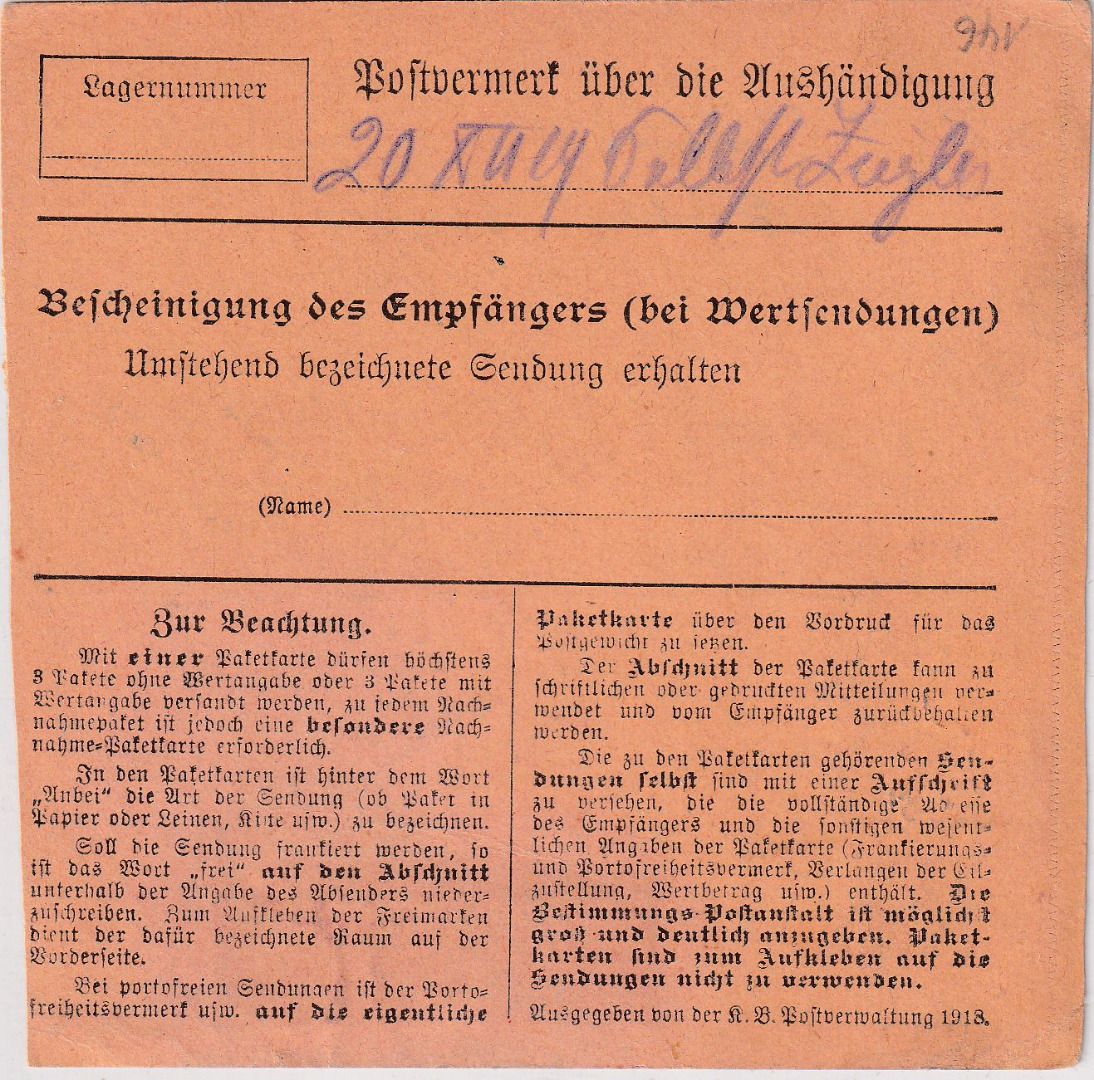 146
Lagernummer
Postvermerk über die Aushändigung
20 XII 19 Selbst Ziegler
Bescheinigung des Empfängers (bei Wertsendungen)
Umstehend bezeichnete Sendung erhalten
(Name)
Zur Beachtung.
Mit einer Paketkarte dürfen höchstens
3 Pakete ohne Wertangabe oder 3 Pakete mit
Wertangabe versandt werden, zu jedem Nach-
nahmepaket ist jedoch eine besondere Nach-
nahme-Paketkarte erforderlich.
In den Paketkarten ist hinter dem Wort
„Anbei“ die Art der Sendung (ob Paket in
Papier oder Leinen, Kiste usw.) zu bezeichnen.
Soll die Sendung frankiert werden, so
ist das Wort „frei“ auf den Abschnitt
unterhalb der Angabe des Absenders nieder-
zuschreiben. Zum Aufkleben der Freimarken
dient der dafür bezeichnete Raum auf der
Vorderseite.
Bei portofreien Sendungen ist der Porto-
freiheitsvermerk usw. auf die eigentliche
Paketkarte über den Vordruck für das
Postgewicht zu setzen.
Der Abschnitt der Paketkarte kann zu
schriftlichen oder gedruckten Mitteilungen ver-
wendet und vom Empfänger zurückbehalten
werden.
Die zu den Paketkarten gehörenden Sen-
dungen selbst sind mit einer Aufschrift
zu versehen, die die vollständige Adresse
des Empfängers und die sonstigen wesent-
lichen Angaben der Paketkarte (Frankierungs-
und Portofreiheitsvermerk, Verlangen der Eil-
zustellung, Wertbetrag usw.) enthält. Die
Bestimmungs-Postanstalt ist möglichst
groß und deutlich anzugeben. Paket-
karten sind zum Aufkleben auf die
Sendungen nicht zu verwenden.
Ausgegeben von der K. B. Postverwaltung 1918.